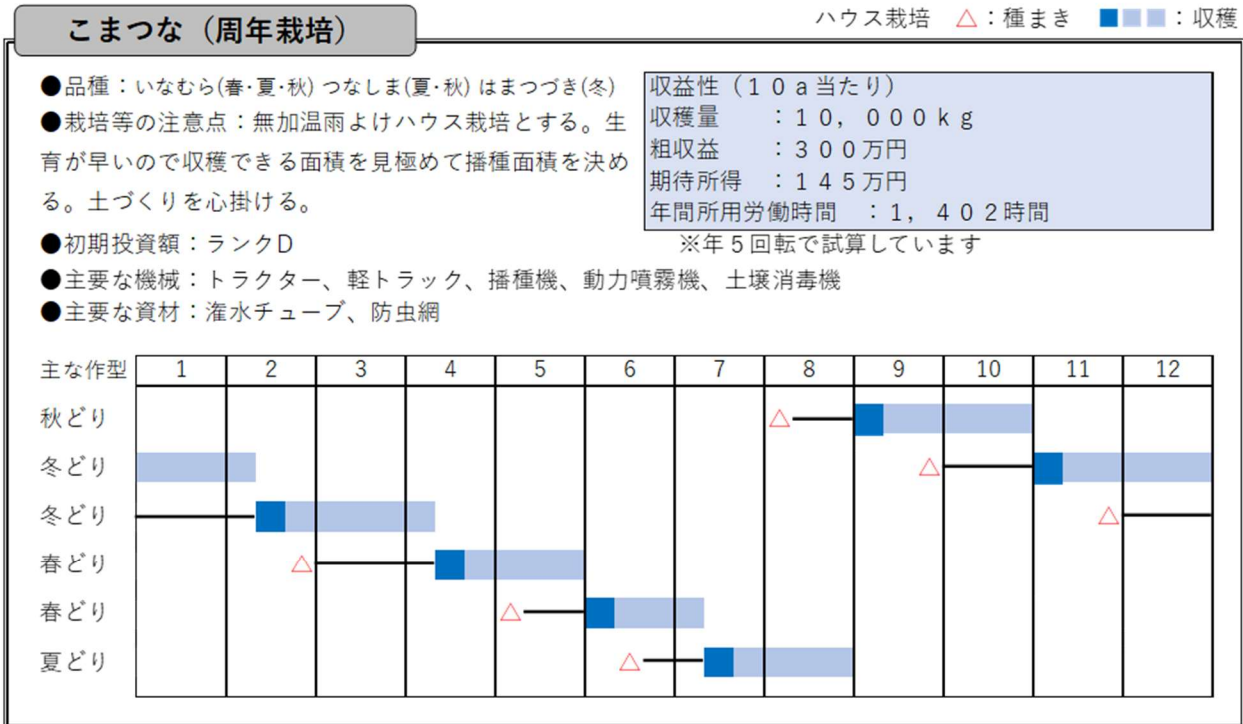 こまつな（周年栽培）
ハウス栽培　△：種まき　■■■：収穫
●品種：いなむら(春･夏･秋) つなしま(夏･秋) はまつづき(冬)
●栽培等の注意点：無加温雨よけハウス栽培とする。生
育が早いので収穫できる面積を見極めて播種面積を決め
る。土づくりを心掛ける。
●初期投資額：ランクD
●主要な機械：トラクター、軽トラック、播種機、動力噴霧機、土壌消毒機
●主要な資材：潅水チューブ、防虫網
収益性（１０ａ当たり）
収穫量　　：１０，０００ｋｇ
粗収益　　：３００万円
期待所得　：１４５万円
年間所用労働時間　：１，４０２時間
※年５回転で試算しています
主な作型 1 2 3 4 5 6 7 8 9 10 11 12
秋どり
冬どり
冬どり
春どり
春どり
夏どり